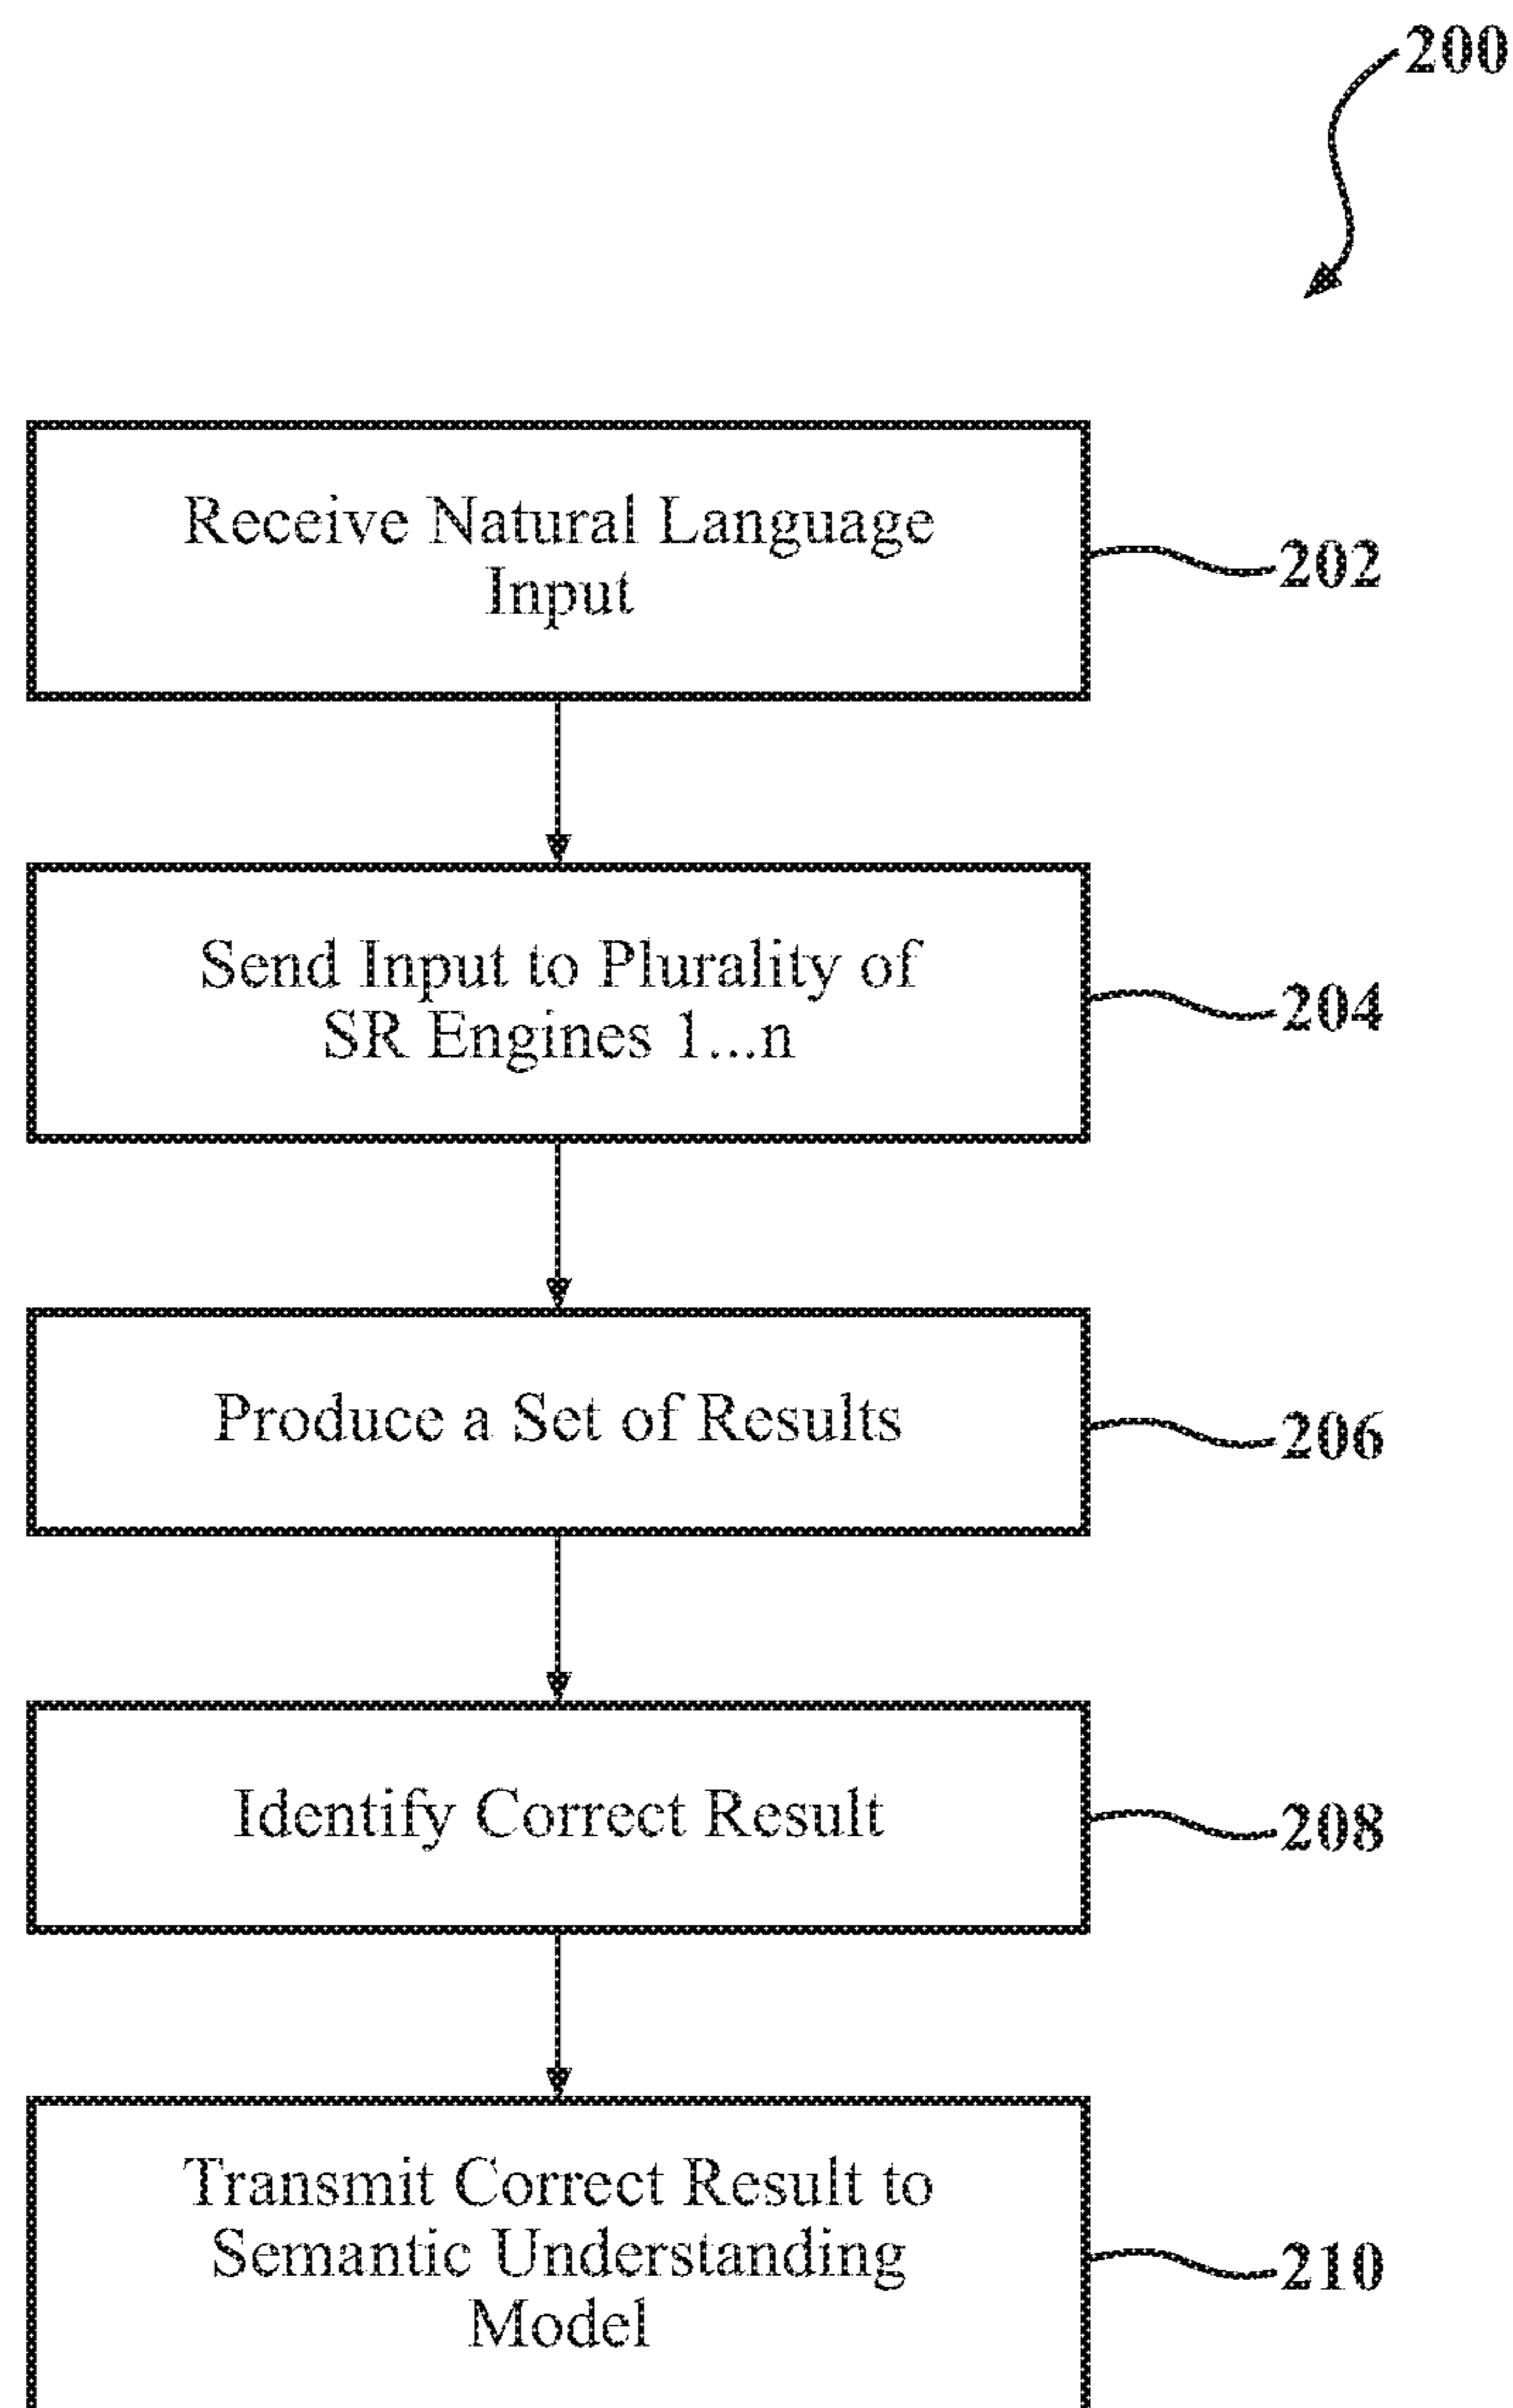 200
Receive Natural Language
Input
202
Send Input to Plurality of
SR Engines 1...n
204
Produce a Set of Results
206
Identify Correct Result
208
Transmit Correct Result to
Semantic Understanding
Model
210